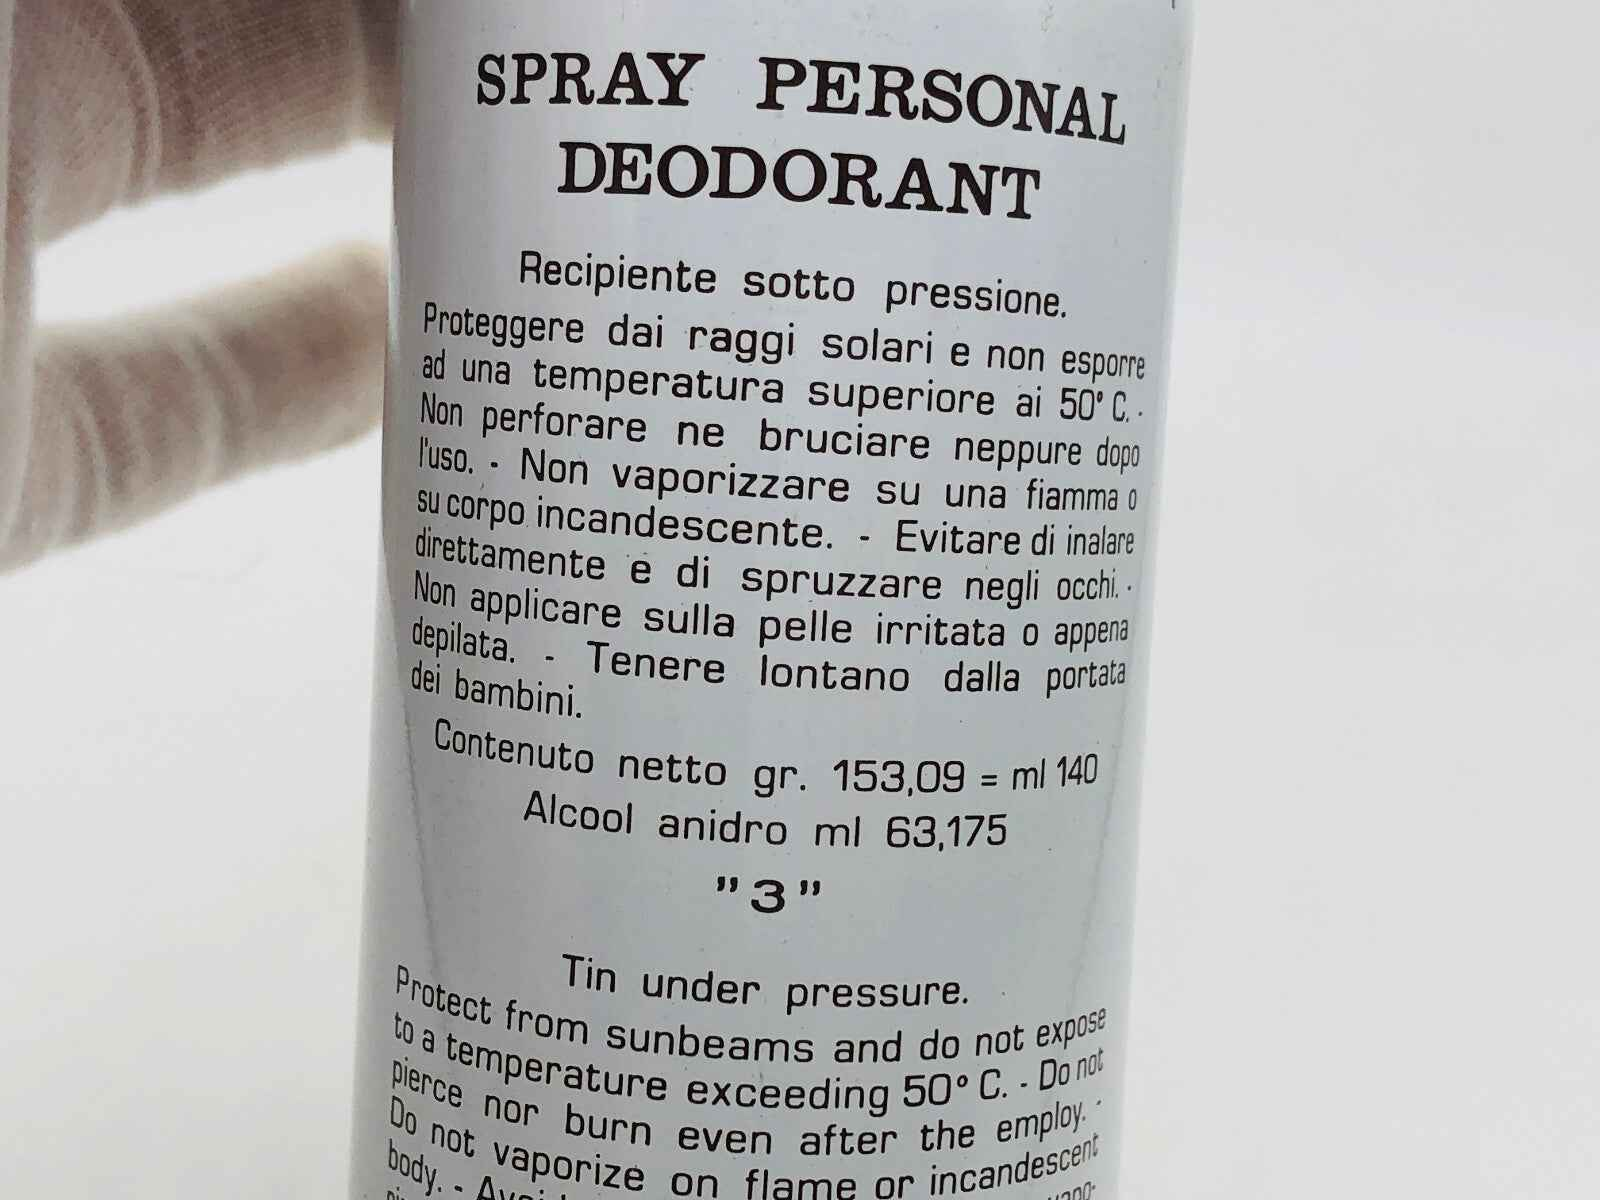 SPRAY PERSONAL
DEODORANT
Recipiente sotto pressione.
Proteggere dai raggi solari e non esporre
ad una temperatura superiore ai 50° C. -
Non perforare ne bruciare neppure dopo
l'uso. - Non vaporizzare su una fiamma o
su corpo incandescente. - Evitare di inalare
direttamente e di spruzzare negli occhi. -
Non applicare sulla pelle irritata o appena
depilata. - Tenere lontano dalla portata
dei bambini.
Contenuto netto gr. 153,09 = ml 140
Alcool anidro ml 63,175
"3"
Tin under pressure.
Protect from sunbeams and do not expose
to a temperature exceeding 50° C. - Do not
pierce nor burn even after the employ. -
Do not vaporize on flame or incandescent
body. -